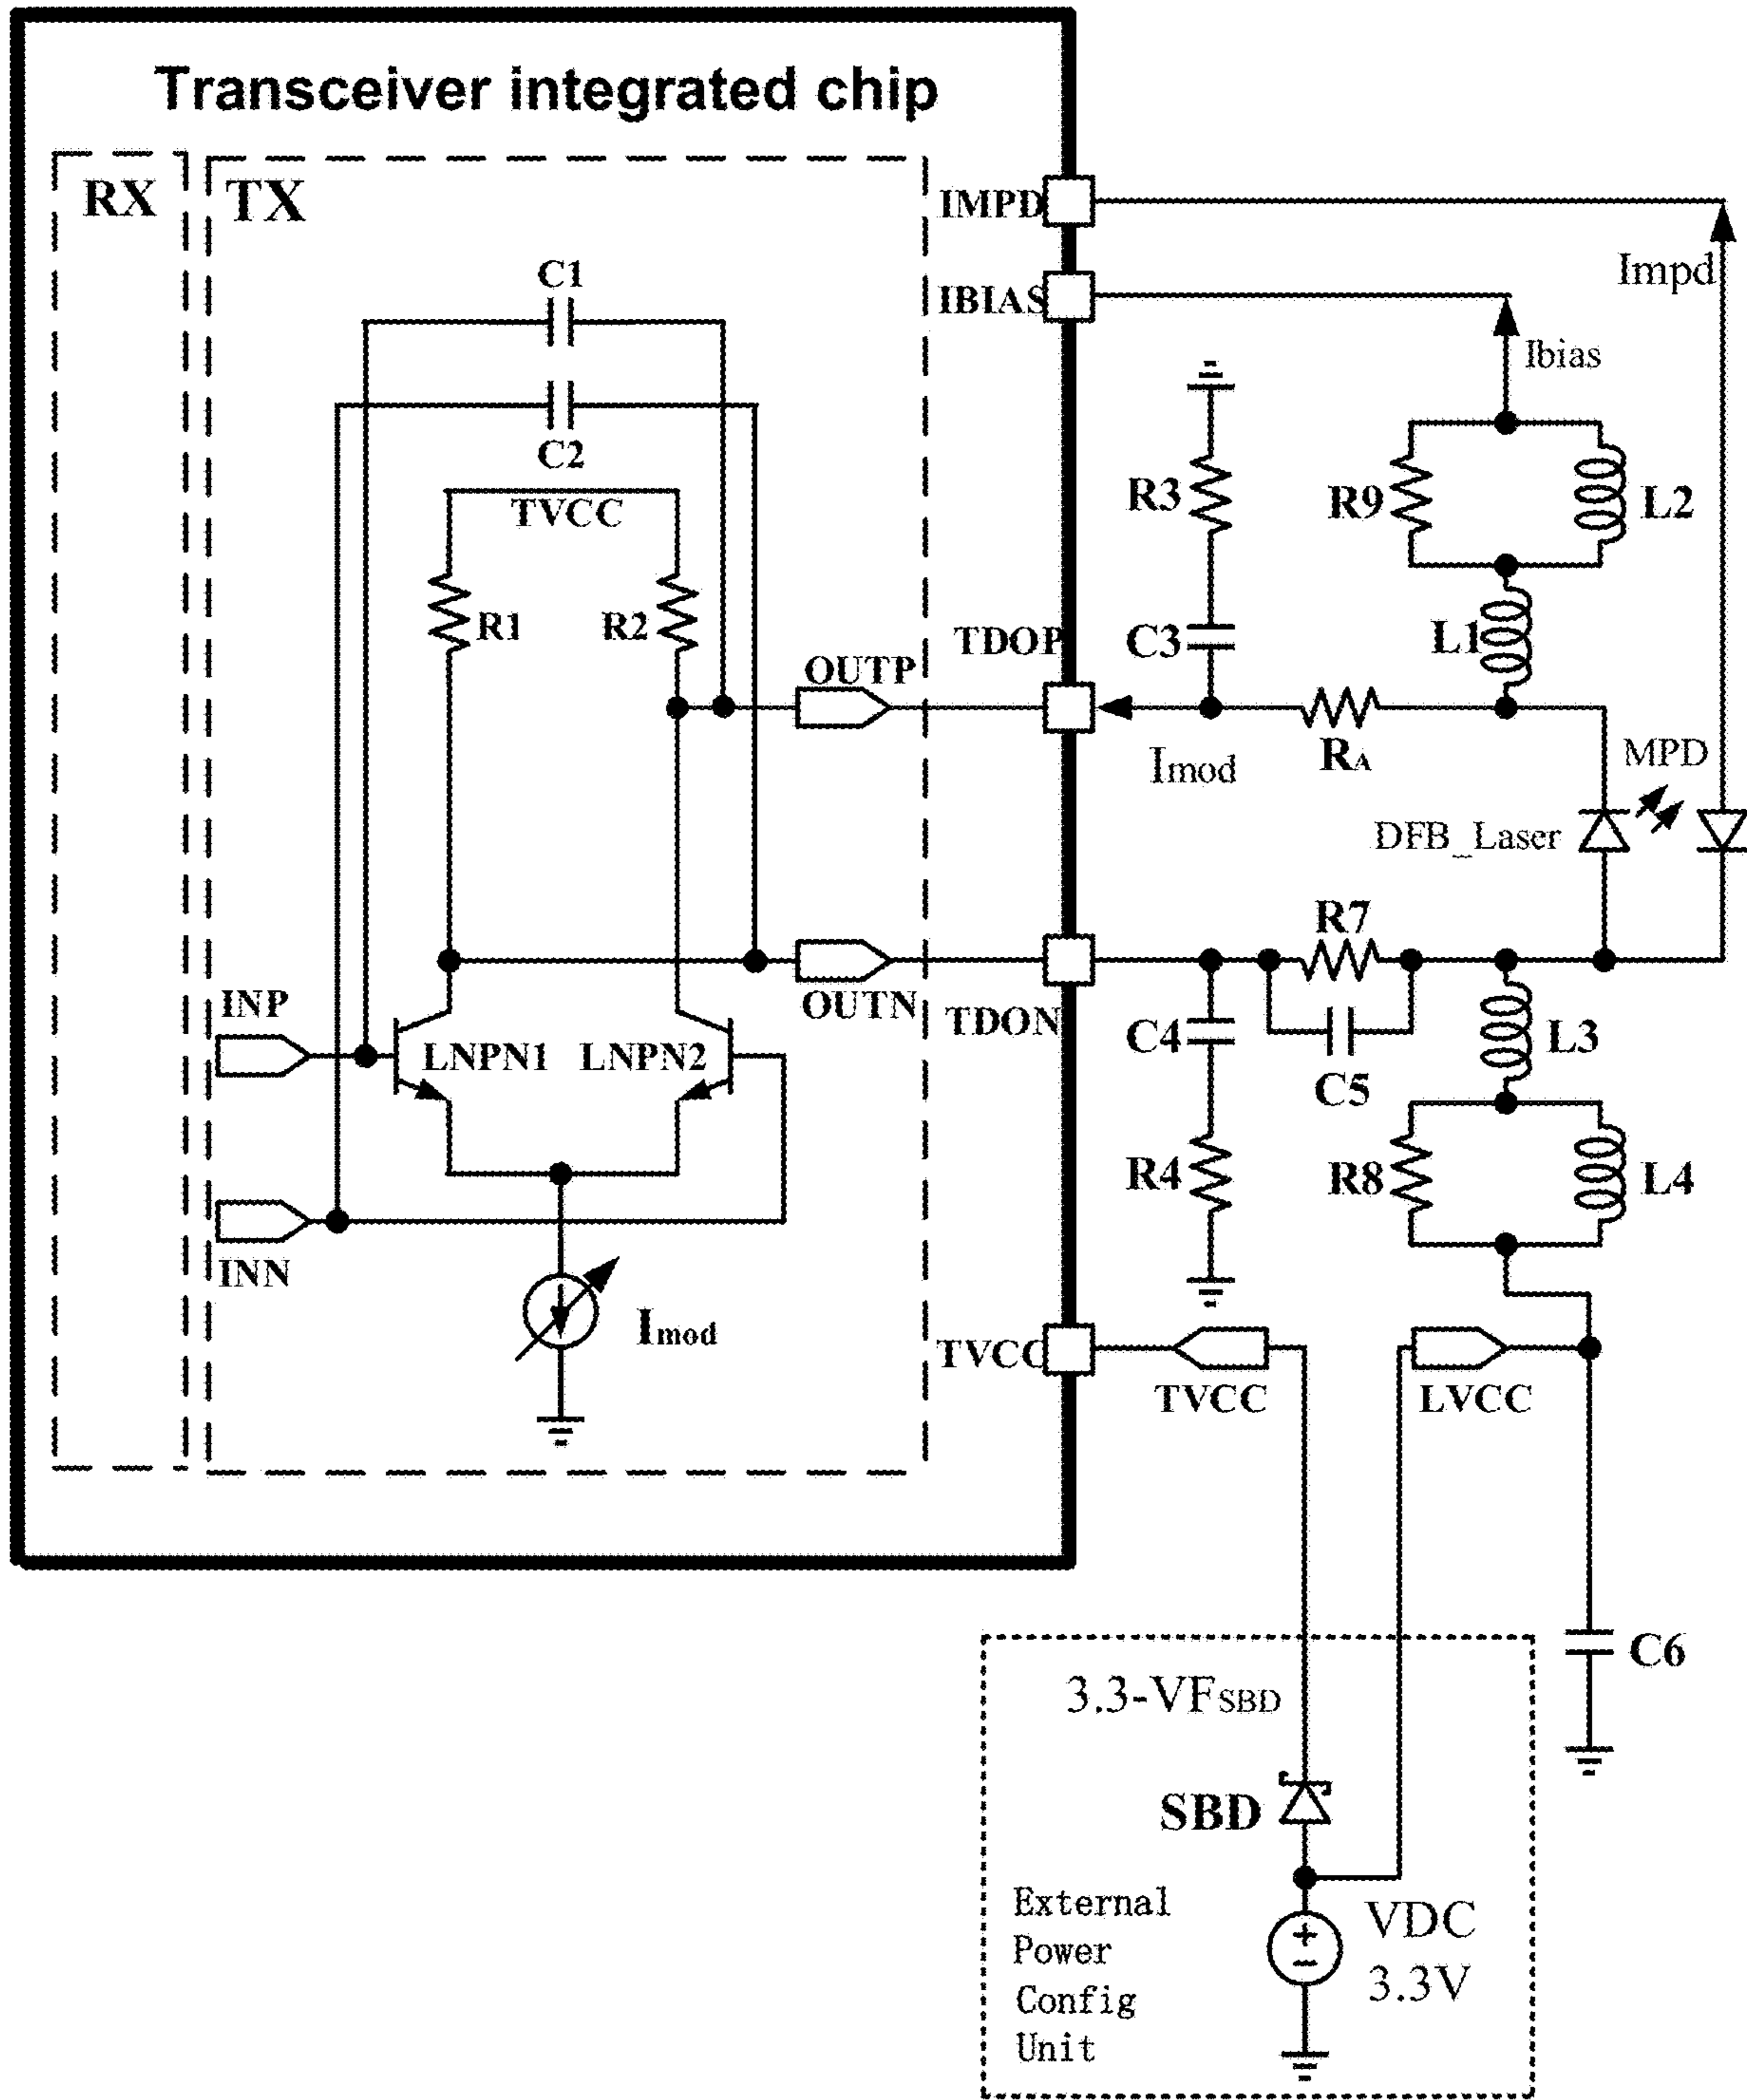 Transceiver integrated chip
RX
TX
IMPD
IBIAS
Impd
Ibias
C1
C2
TVCC
R1
R2
R3
R9
L2
C3
L1
TDOP
OUTP
Imod
RA
MPD
DFB_Laser
R7
OUTN
TDON
INP
LNPN1
LNPN2
C4
C5
L3
R4
R8
L4
INN
Imod
TVCC
TVCC
LVCC
C6
3.3-VFSBD
SBD
External
Power
Config
Unit
VDC
3.3V